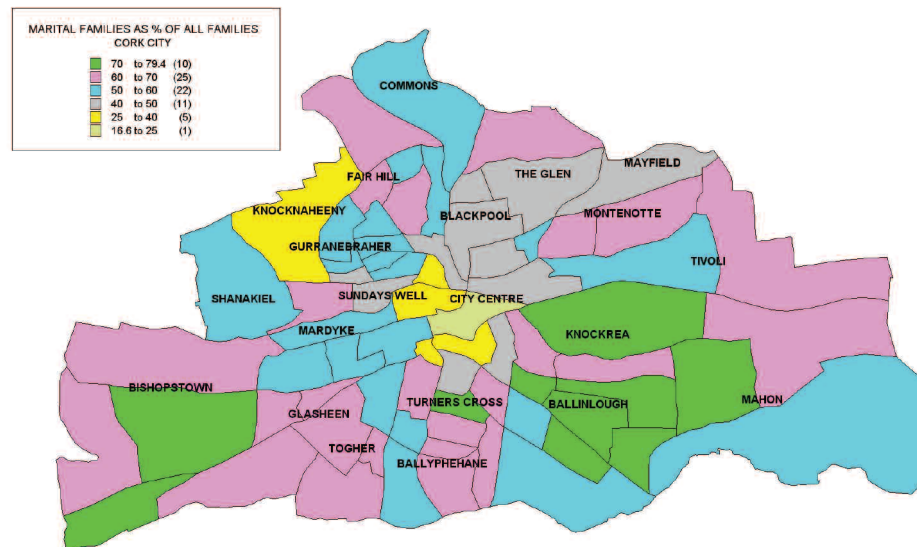 MARITAL FAMILIES AS % OF ALL FAMILIES
CORK CITY
70 to 79.4 (10)
60 to 70 (25)
50 to 60 (22)
40 to 50 (11)
25 to 40 (5)
16.6 to 25 (1)
COMMONS
MAYFIELD
THE GLEN
FAIR HILL
KNOCKNAHEENY
BLACKPOOL
MONTENOTTE
GURRANEBRAHER
TIVOLI
SHANAKIEL
SUNDAYS WELL
CITY CENTRE
MARDYKE
KNOCKREA
BISHOPSTOWN
TURNERS CROSS
BALLINLOUGH
MAHON
GLASHEEN
TOGHER
BALLYPHEHANE